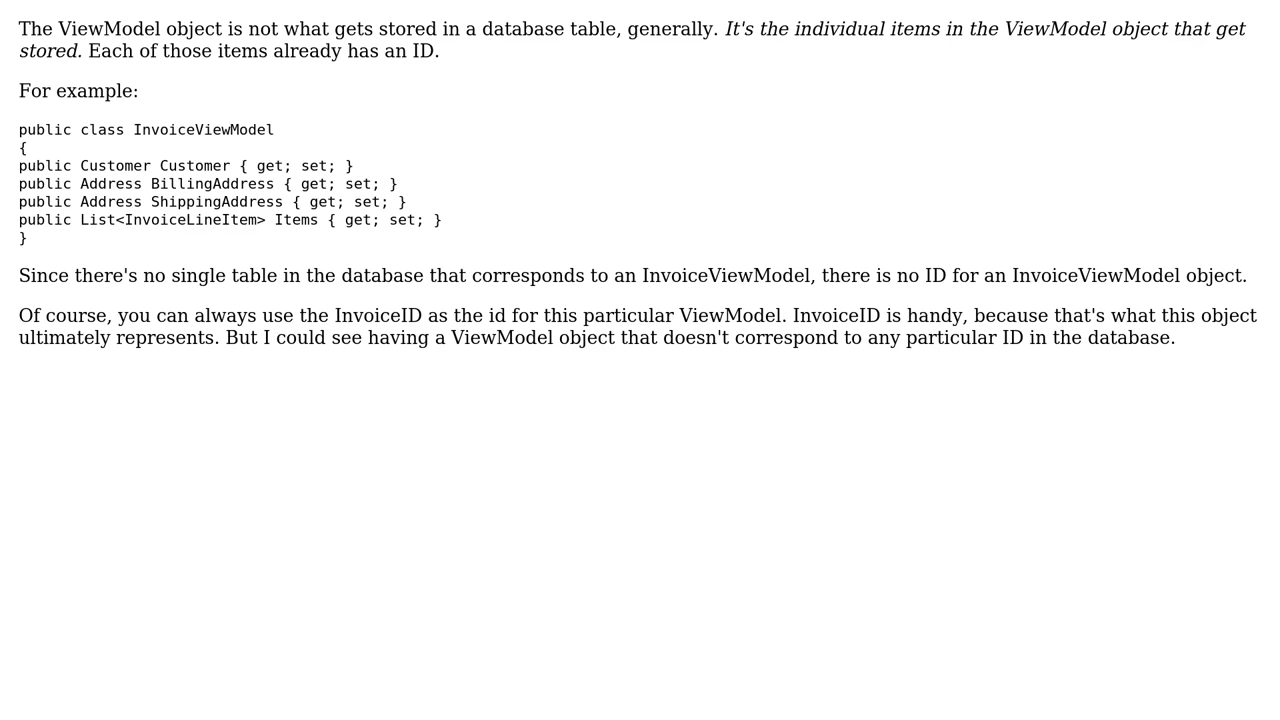 The ViewModel object is not what gets stored in a database table, generally. It's the individual items in the ViewModel object that get
stored. Each of those items already has an ID.
For example:
public class InvoiceViewModel
{
public Customer Customer { get; set; }
public Address BillingAddress { get; set; }
public Address ShippingAddress { get; set; }
public List<InvoiceLineItem> Items { get; set; }
}
Since there's no single table in the database that corresponds to an InvoiceViewModel, there is no ID for an InvoiceViewModel object.
Of course, you can always use the InvoiceID as the id for this particular ViewModel. InvoiceID is handy, because that's what this object
ultimately represents. But I could see having a ViewModel object that doesn't correspond to any particular ID in the database.